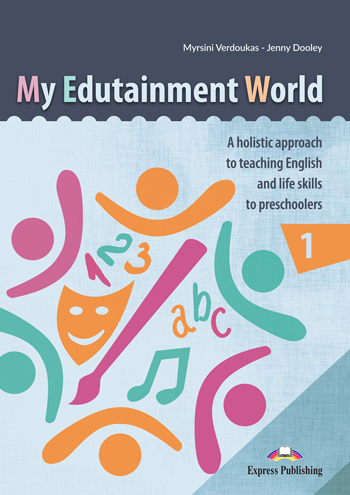 Myrsini Verdoukas - Jenny Dooley
My Edutainment World
A holistic approach
to teaching English
and life skills
to preschoolers
1
123
abc
Express Publishing